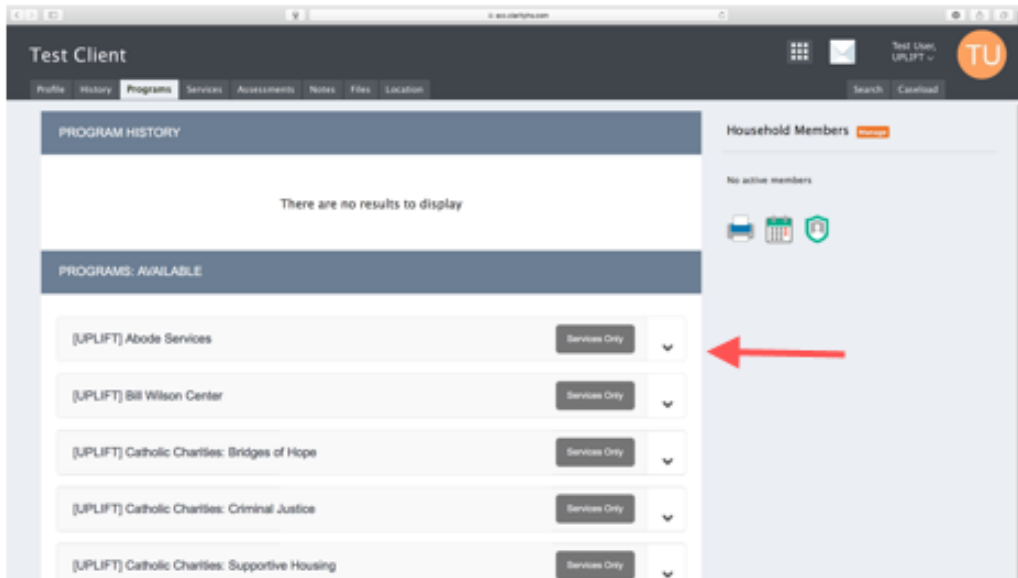 scc.clarityhs.com
Test Client
Test User,
UPLIFT
TU
Profile History Programs Services Assessments Notes Files Location
Search Caseload
PROGRAM HISTORY
There are no results to display
Household Members Manage
No active members
PROGRAMS: AVAILABLE
[UPLIFT] Abode Services Services Only
[UPLIFT] Bill Wilson Center Services Only
[UPLIFT] Catholic Charities: Bridges of Hope Services Only
[UPLIFT] Catholic Charities: Criminal Justice Services Only
[UPLIFT] Catholic Charities: Supportive Housing Services Only